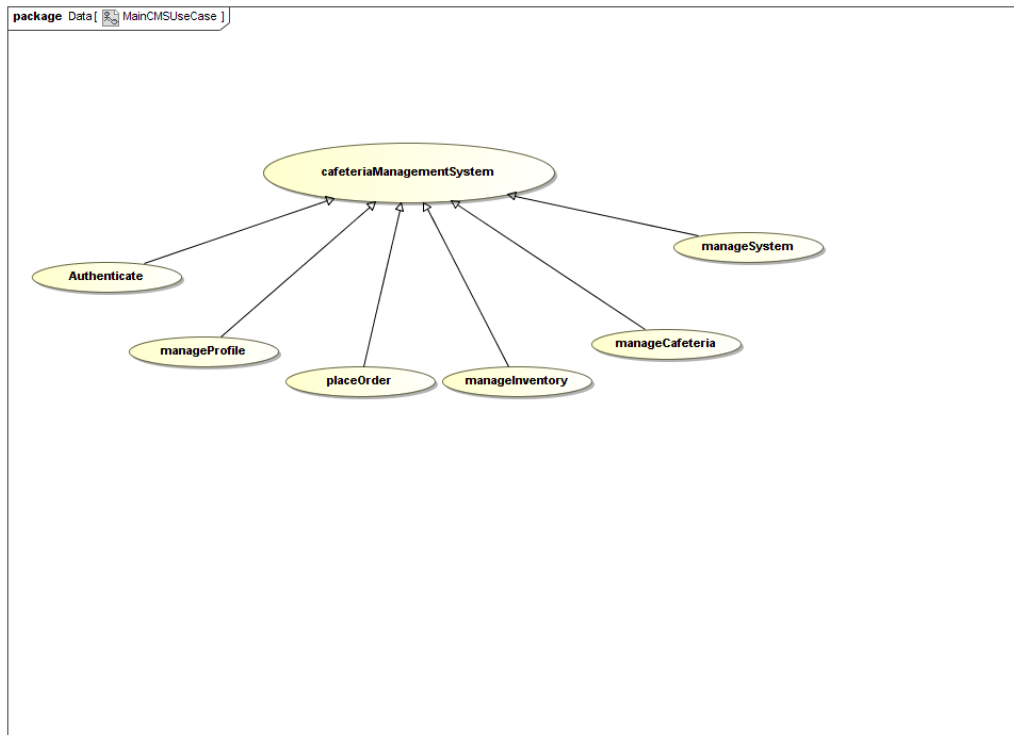 package Data [ MainCMSUseCase ]
cafeteriaManagementSystem
manageSystem
Authenticate
manageCafeteria
manageProfile
placeOrder
manageInventory